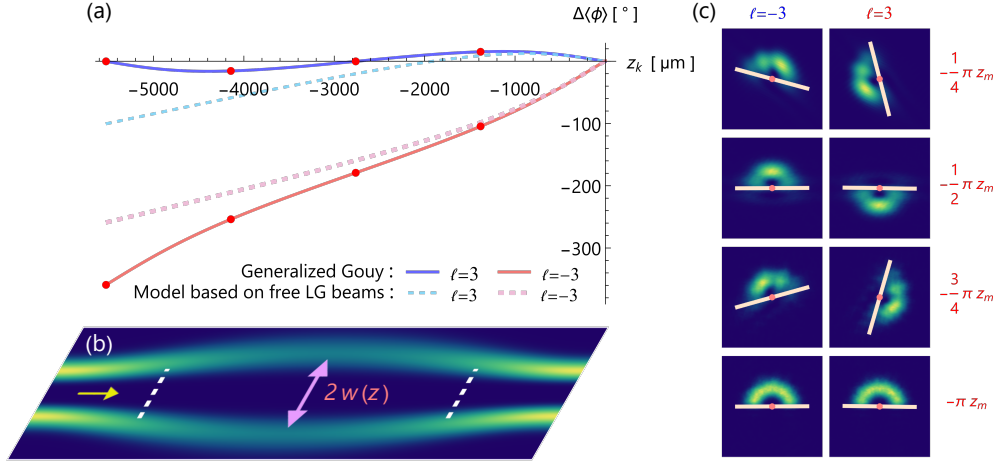 (a)
Δ⟨ϕ⟩ [ ° ]
z_k [ μm ]
-5000 -4000 -3000 -2000 -1000
-100
-200
-300
Generalized Gouy : ℓ=3 ℓ=-3
Model based on free LG beams: ℓ=3 ℓ=-3
(b)
2 w(z)
(c)
ℓ=-3 ℓ=3
-1/4 π z_m
-1/2 π z_m
-3/4 π z_m
-π z_m